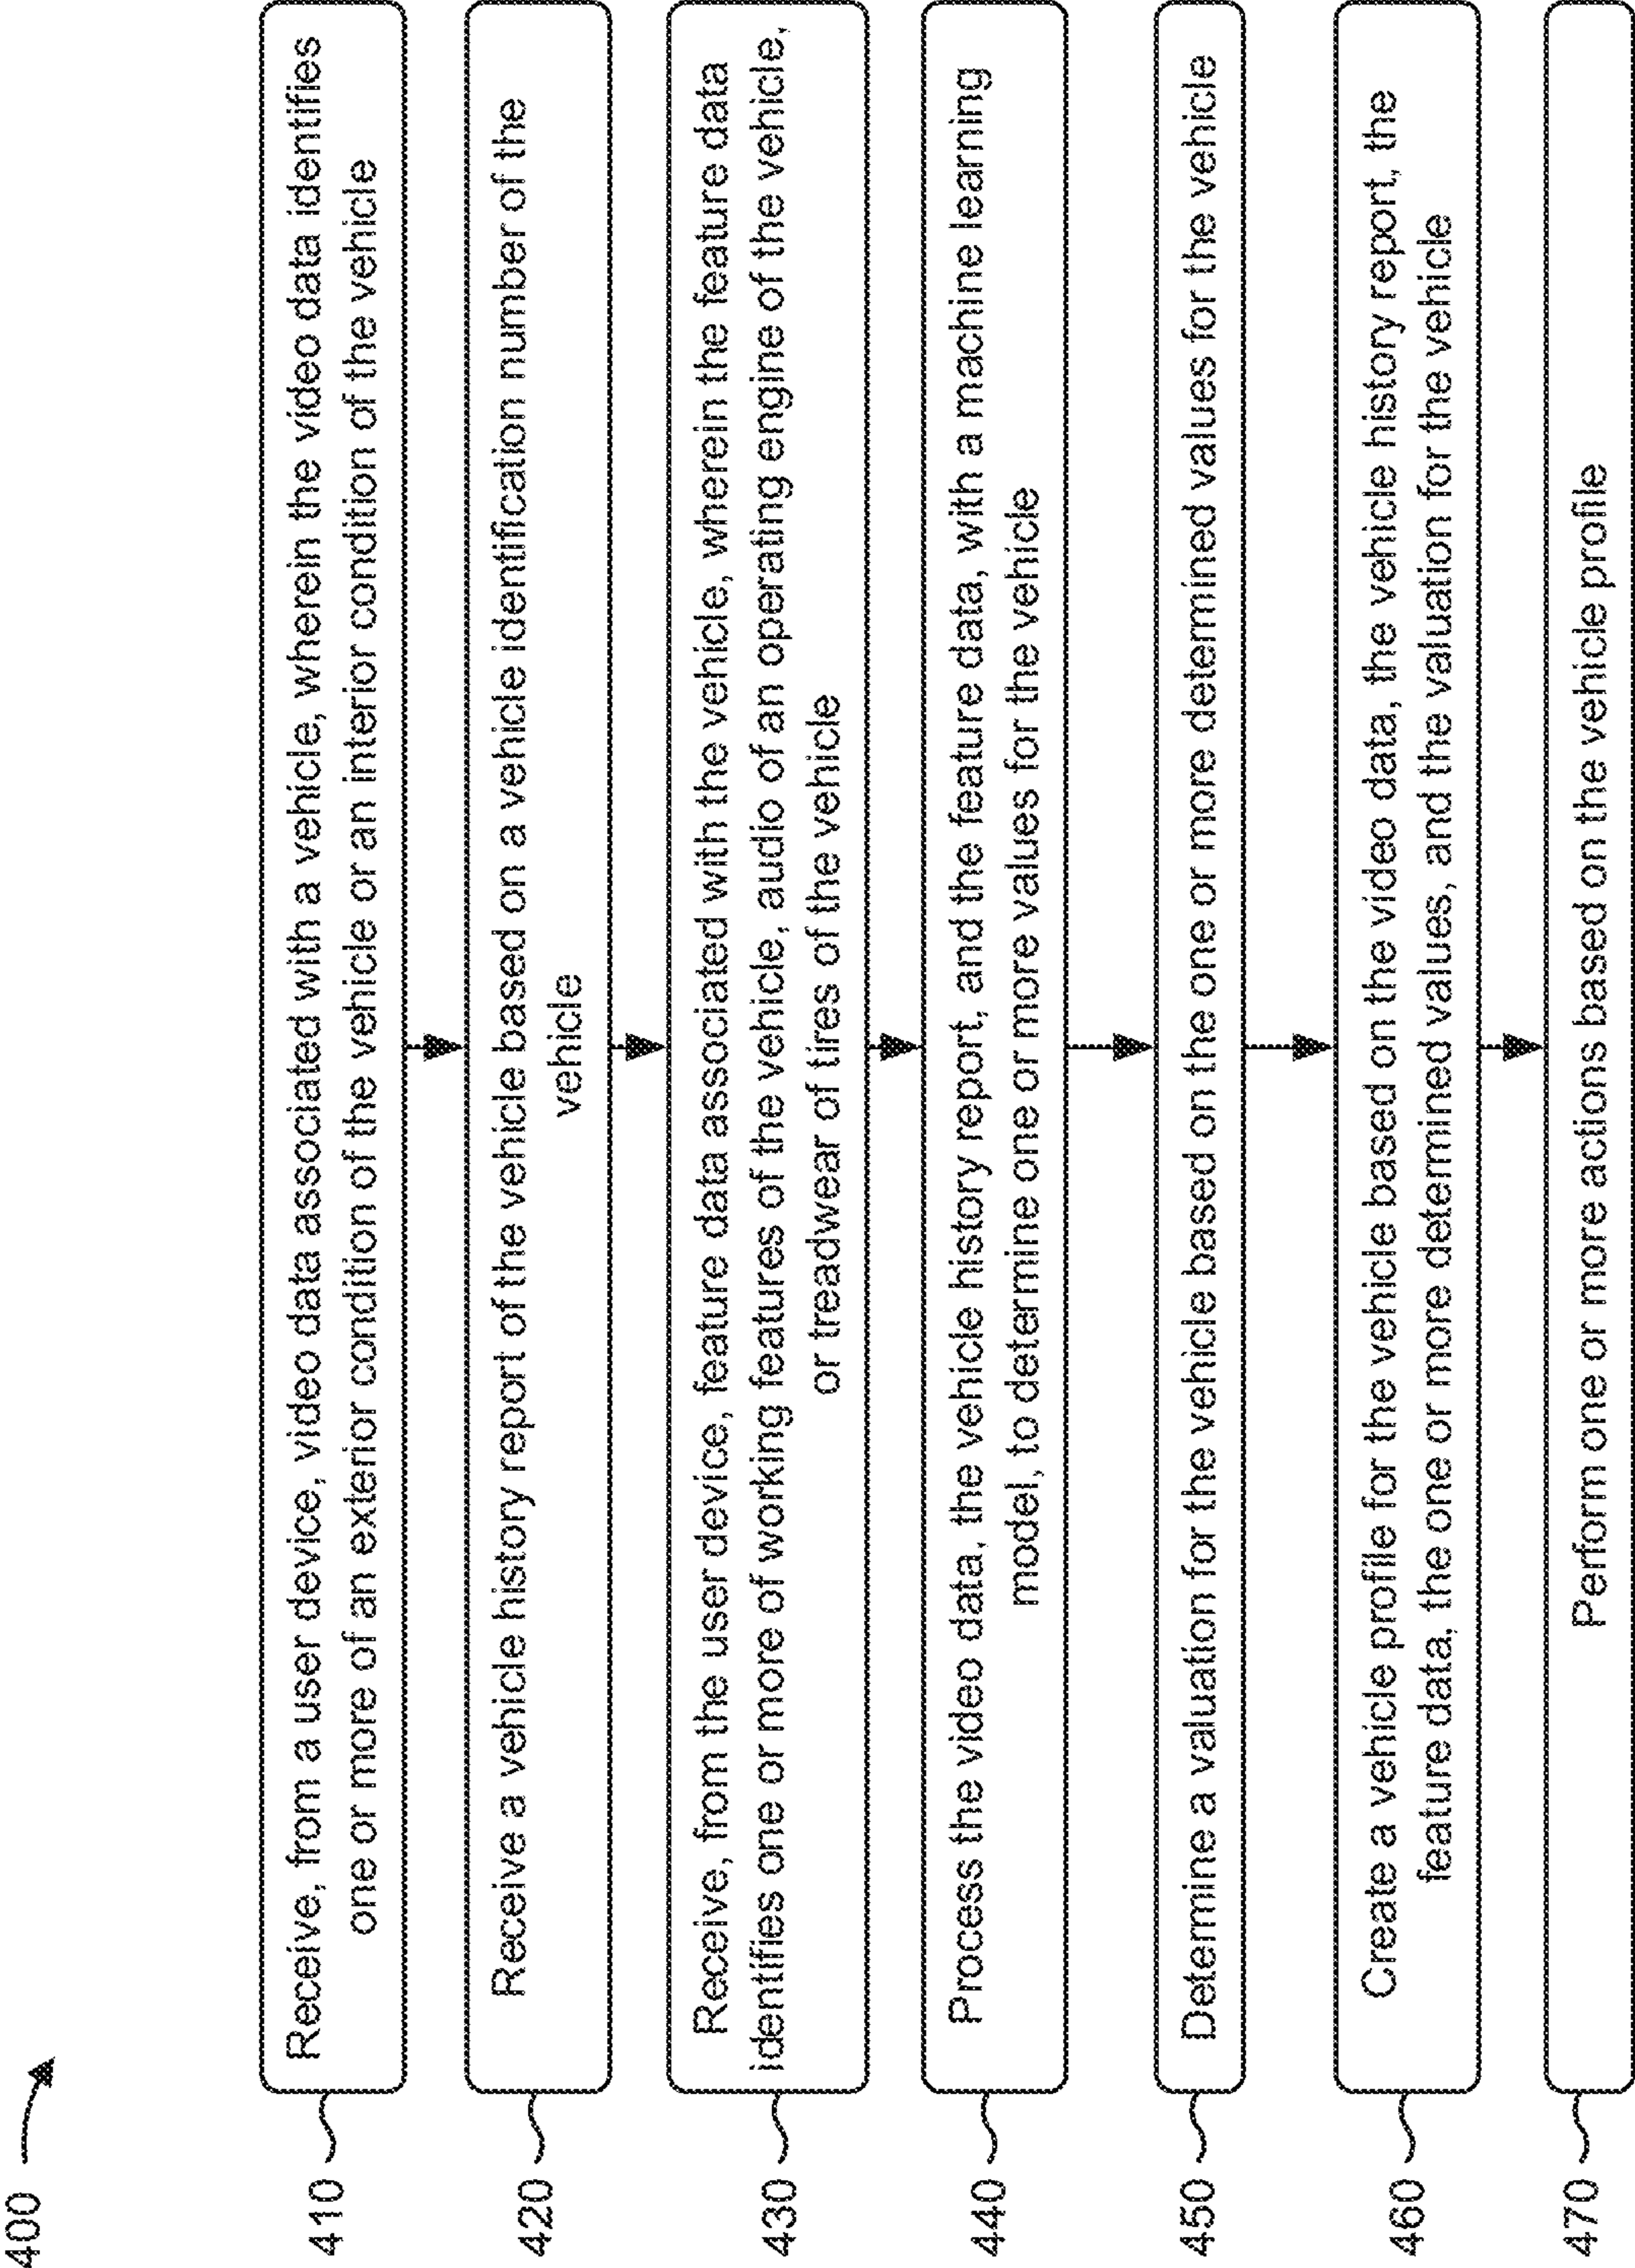 400
410
Receive, from a user device, video data associated with a vehicle, wherein the video data identifies
one or more of an exterior condition of the vehicle or an interior condition of the vehicle
420
Receive a vehicle history report of the vehicle based on a vehicle identification number of the
vehicle
430
Receive, from the user device, feature data associated with the vehicle, wherein the feature data
identifies one or more of working features of the vehicle, audio of an operating engine of the vehicle,
or treadwear of tires of the vehicle
440
Process the video data, the vehicle history report, and the feature data, with a machine learning
model, to determine one or more values for the vehicle
450
Determine a valuation for the vehicle based on the one or more determined values for the vehicle
460
Create a vehicle profile for the vehicle based on the video data, the vehicle history report, the
feature data, the one or more determined values, and the valuation for the vehicle
470
Perform one or more actions based on the vehicle profile